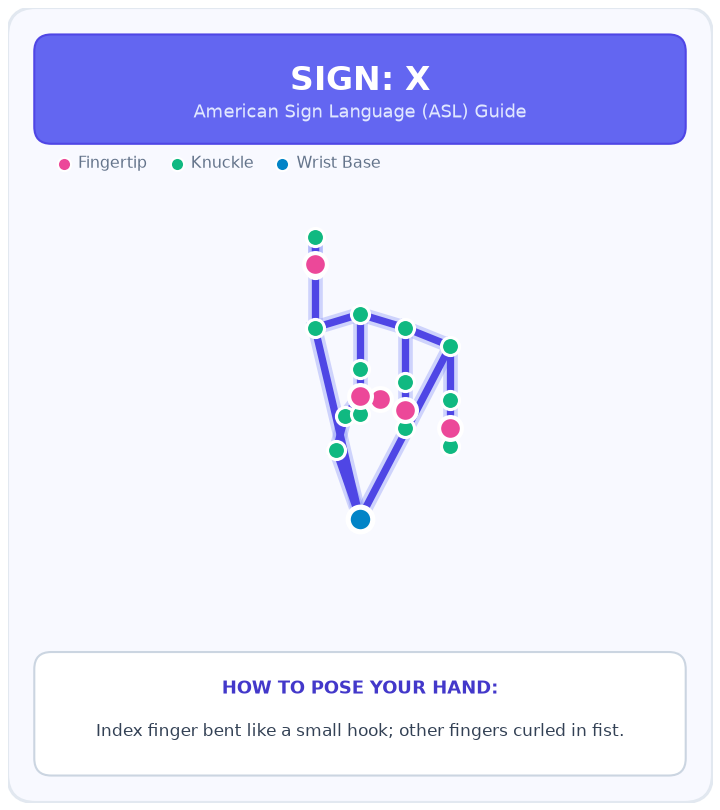 SIGN: X
American Sign Language (ASL) Guide
Fingertip Knuckle Wrist Base
HOW TO POSE YOUR HAND:
Index finger bent like a small hook; other fingers curled in fist.